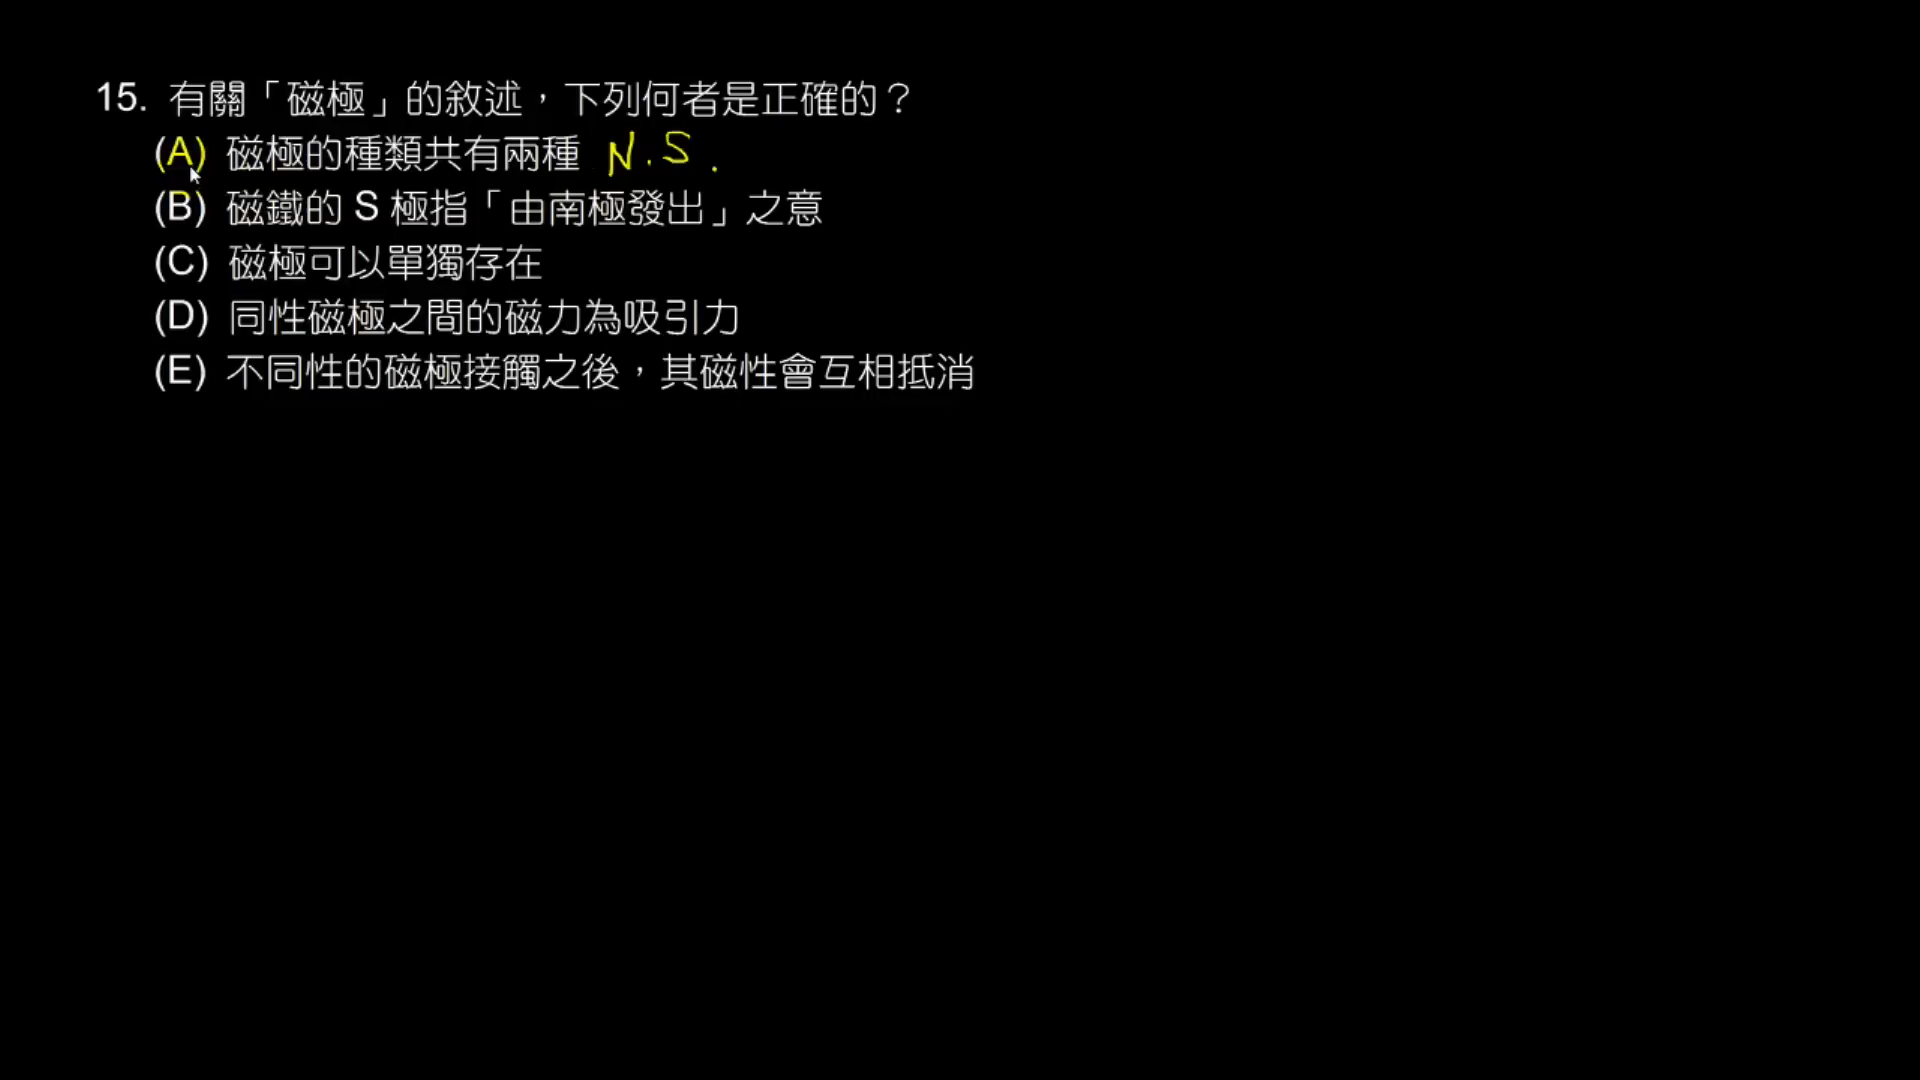 15. 有關「磁極」的敘述，下列何者是正確的？
(A) 磁極的種類共有兩種 N.S.
(B) 磁鐵的 S 極指「由南極發出」之意
(C) 磁極可以單獨存在
(D) 同性磁極之間的磁力為吸引力
(E) 不同性的磁極接觸之後，其磁性會互相抵消